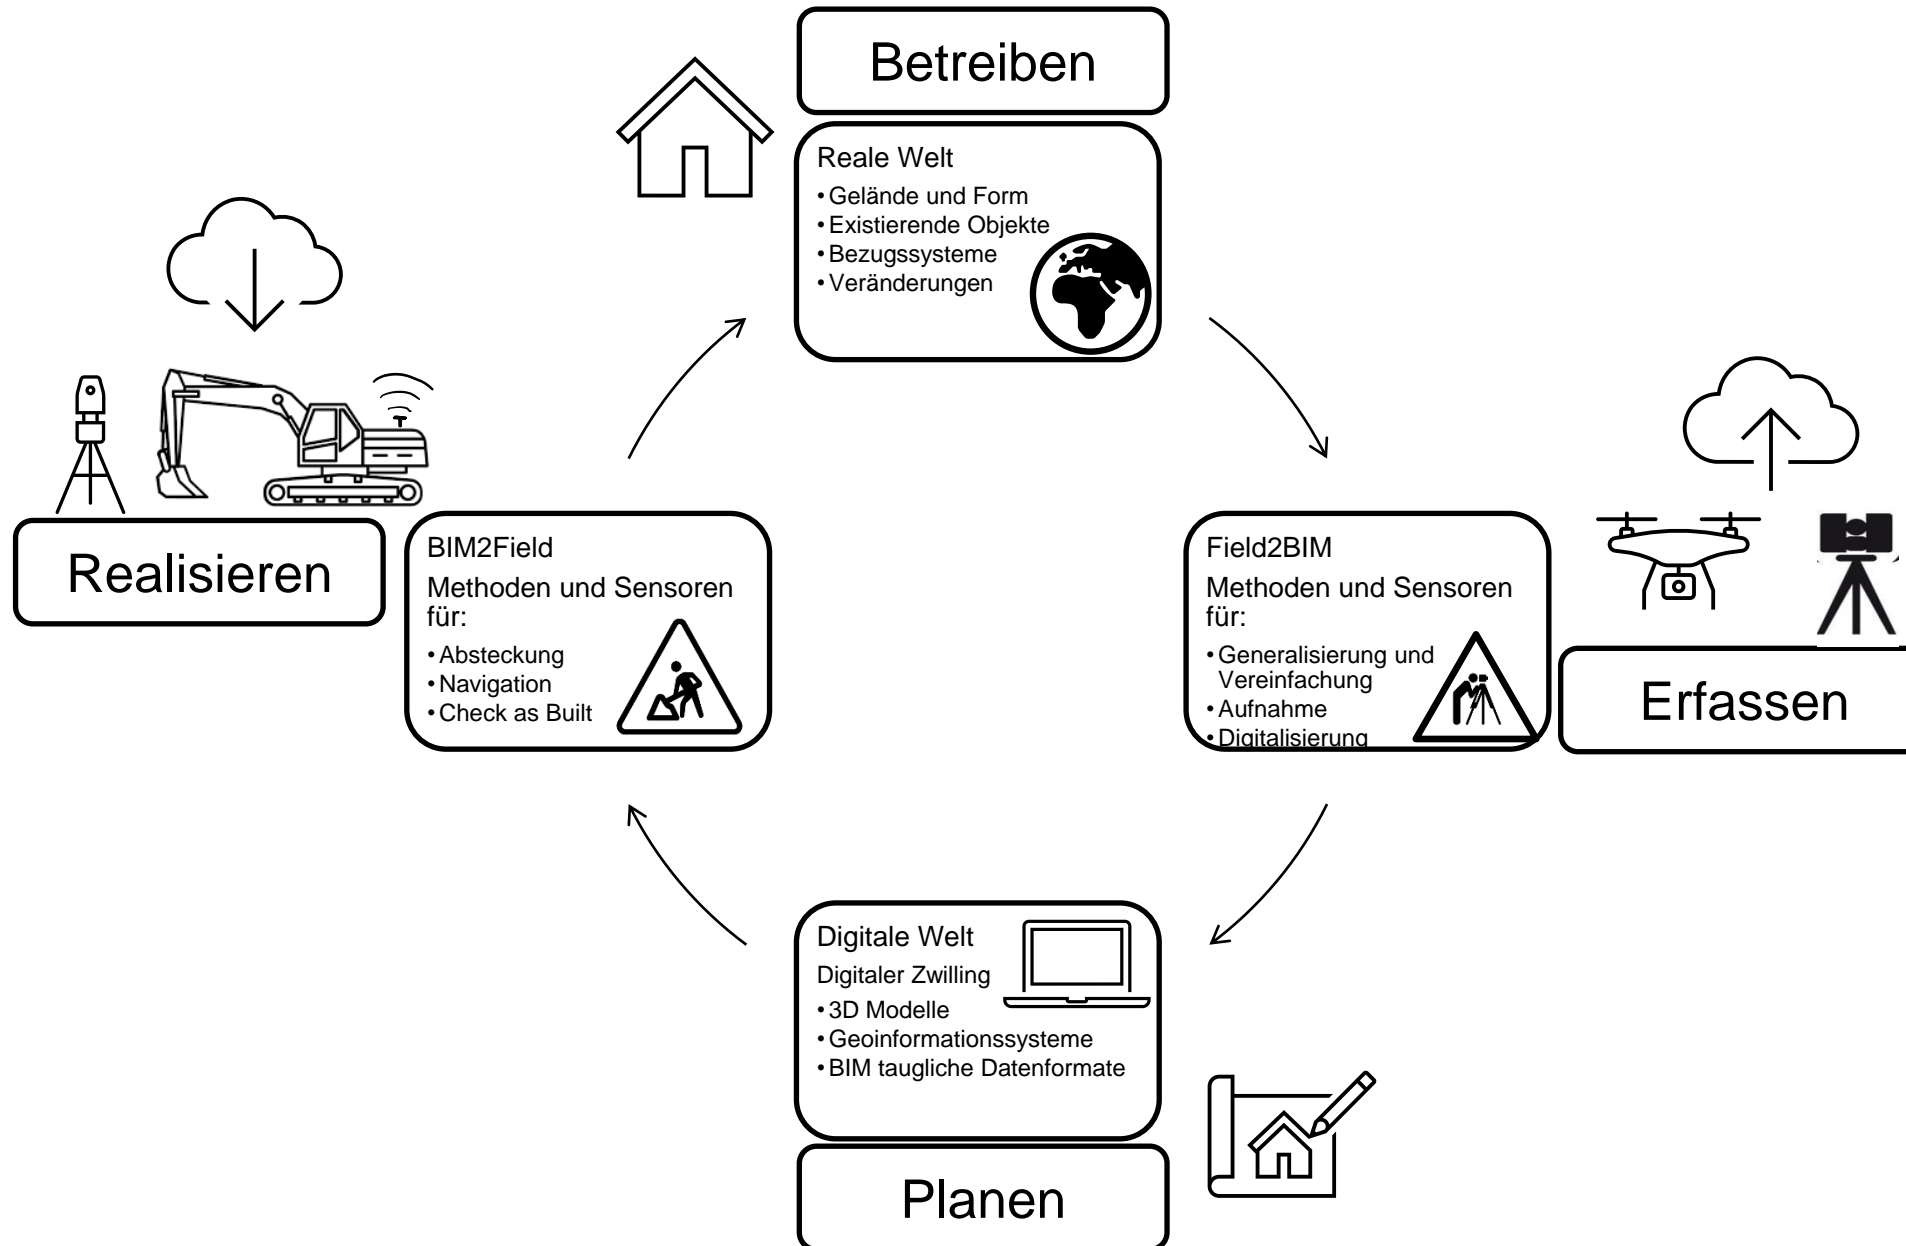 Betreiben
Reale Welt
• Gelände und Form
• Existierende Objekte
• Bezugssysteme
• Veränderungen
Realisieren
BIM2Field
Methoden und Sensoren
für:
• Absteckung
• Navigation
• Check as Built
Field2BIM
Methoden und Sensoren
für:
• Generalisierung und
Vereinfachung
• Aufnahme
• Digitalisierung
Erfassen
Digitale Welt
Digitaler Zwilling
• 3D Modelle
• Geoinformationssysteme
• BIM taugliche Datenformate
Planen